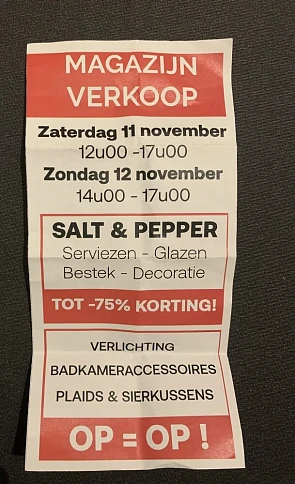 MAGAZIJN
VERKOOP
Zaterdag 11 november
12u00 -17u00
Zondag 12 november
14u00 - 17u00
SALT & PEPPER
Serviezen - Glazen
Bestek - Decoratie
TOT -75% KORTING!
VERLICHTING
BADKAMERACCESSOIRES
PLAIDS & SIERKUSSENS
OP = OP !